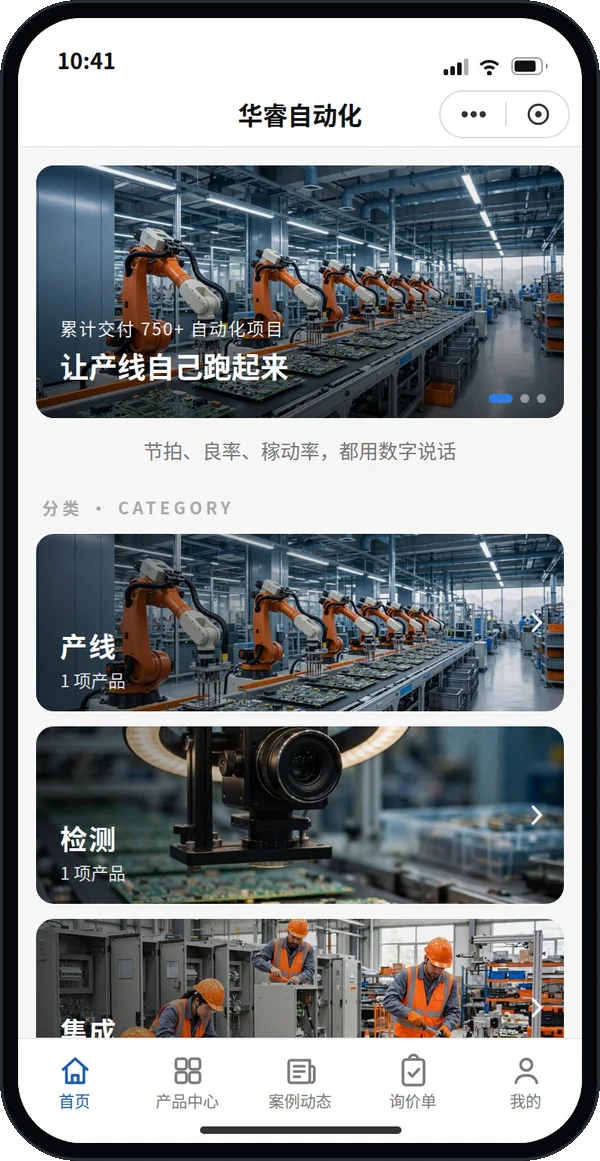 10:41
华睿自动化
累计交付 750+ 自动化项目
让产线自己跑起来
节拍、良率、稼动率，都用数字说话
分类 • CATEGORY
产线
1 项产品
检测
1 项产品
集成
首页
产品中心
案例动态
询价单
我的